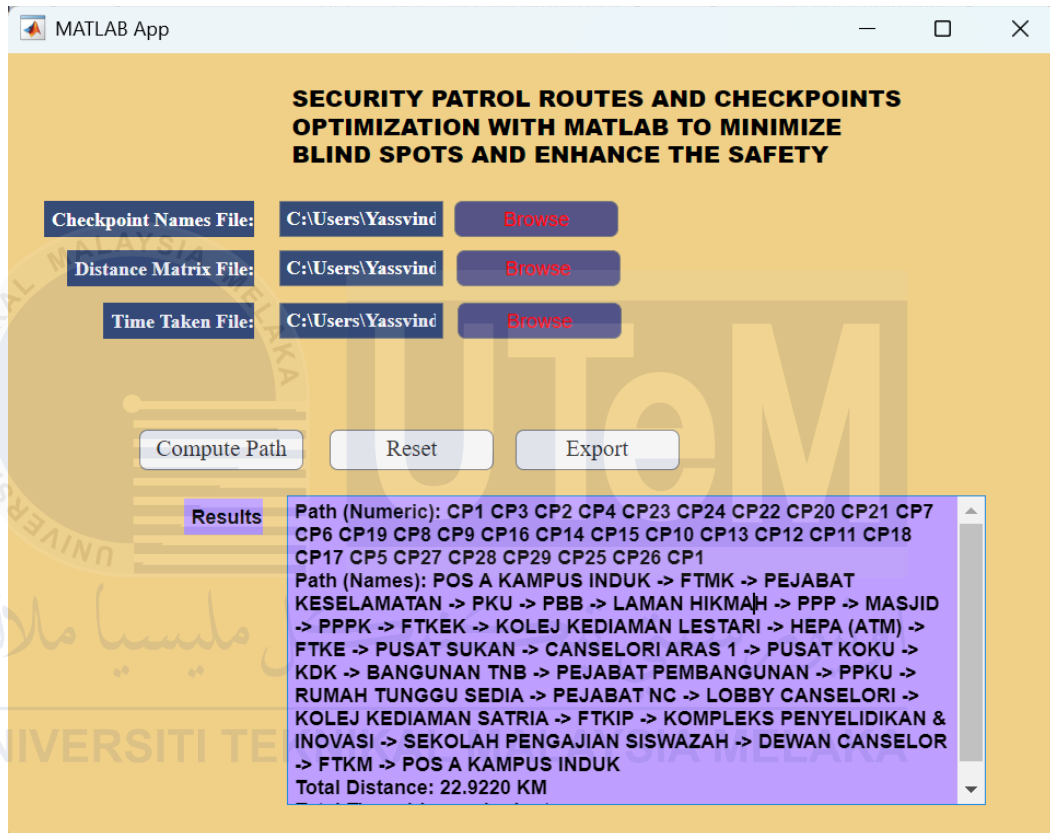 MATLAB App
SECURITY PATROL ROUTES AND CHECKPOINTS
OPTIMIZATION WITH MATLAB TO MINIMIZE
BLIND SPOTS AND ENHANCE THE SAFETY
Checkpoint Names File: C:\Users\Yassvind Browse
Distance Matrix File: C:\Users\Yassvind Browse
Time Taken File: C:\Users\Yassvind Browse
MALAYSIA MELAKA
UTeM
Compute Path Reset Export
Results
Path (Numeric): CP1 CP3 CP2 CP4 CP23 CP24 CP22 CP20 CP21 CP7
CP6 CP19 CP8 CP9 CP16 CP14 CP15 CP10 CP13 CP12 CP11 CP18
CP17 CP5 CP27 CP28 CP29 CP25 CP26 CP1
Path (Names): POS A KAMPUS INDUK -> FTMK -> PEJABAT
KESELAMATAN -> PKU -> PBB -> LAMAN HIKMAH -> PPP -> MASJID
-> PPPK -> FTKEK -> KOLEJ KEDIAMAN LESTARI -> HEPA (ATM) ->
FTKE -> PUSAT SUKAN -> CANSELORI ARAS 1 -> PUSAT KOKU ->
KDK -> BANGUNAN TNB -> PEJABAT PEMBANGUNAN -> PPKU ->
RUMAH TUNGGU SEDIA -> PEJABAT NC -> LOBBY CANSELORI ->
KOLEJ KEDIAMAN SATRIA -> FTKIP -> KOMPLEKS PENYELIDIKAN &
INOVASI -> SEKOLAH PENGAJIAN SISWAZAH -> DEWAN CANSELOR
-> FTKM -> POS A KAMPUS INDUK
Total Distance: 22.9220 KM